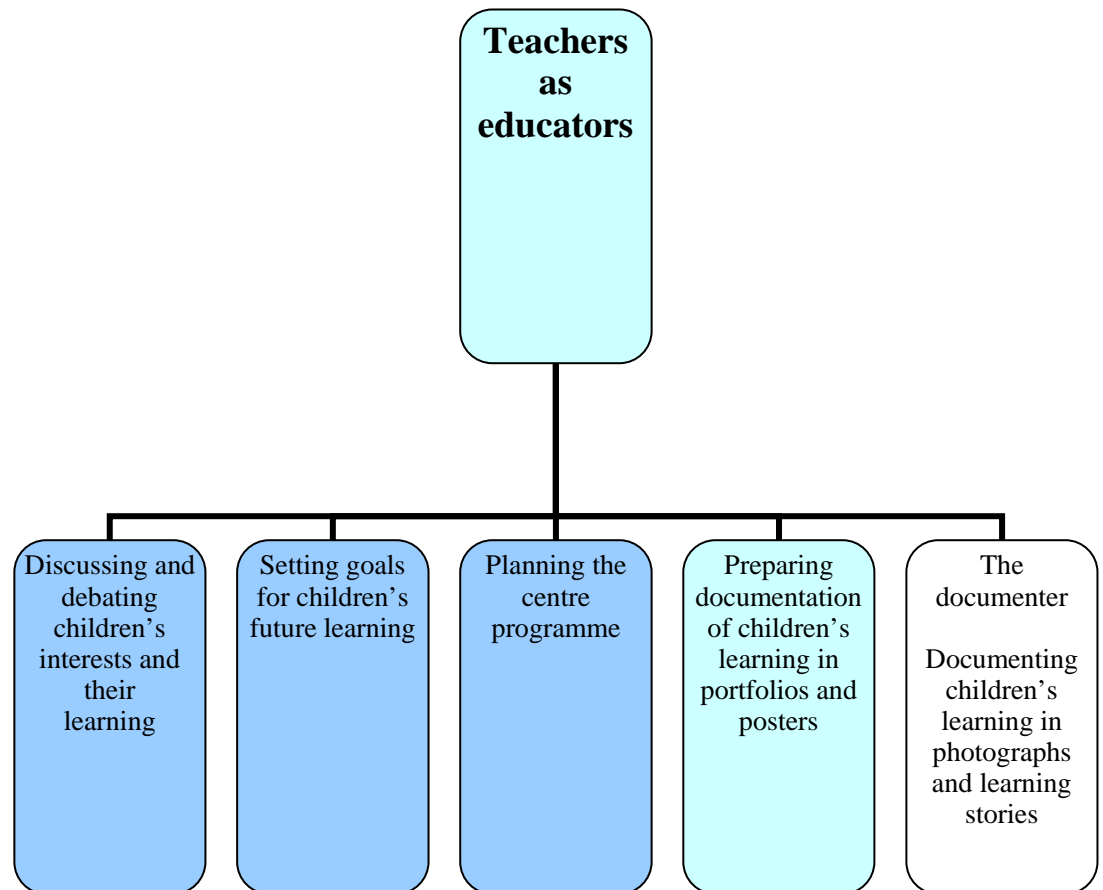 Teachers
as
educators
Discussing and
debating
children’s
interests and
their
learning
Setting goals
for children’s
future learning
Planning the
centre
programme
Preparing
documentation
of children’s
learning in
portfolios and
posters
The
documenter
Documenting
children’s
learning in
photographs
and learning
stories